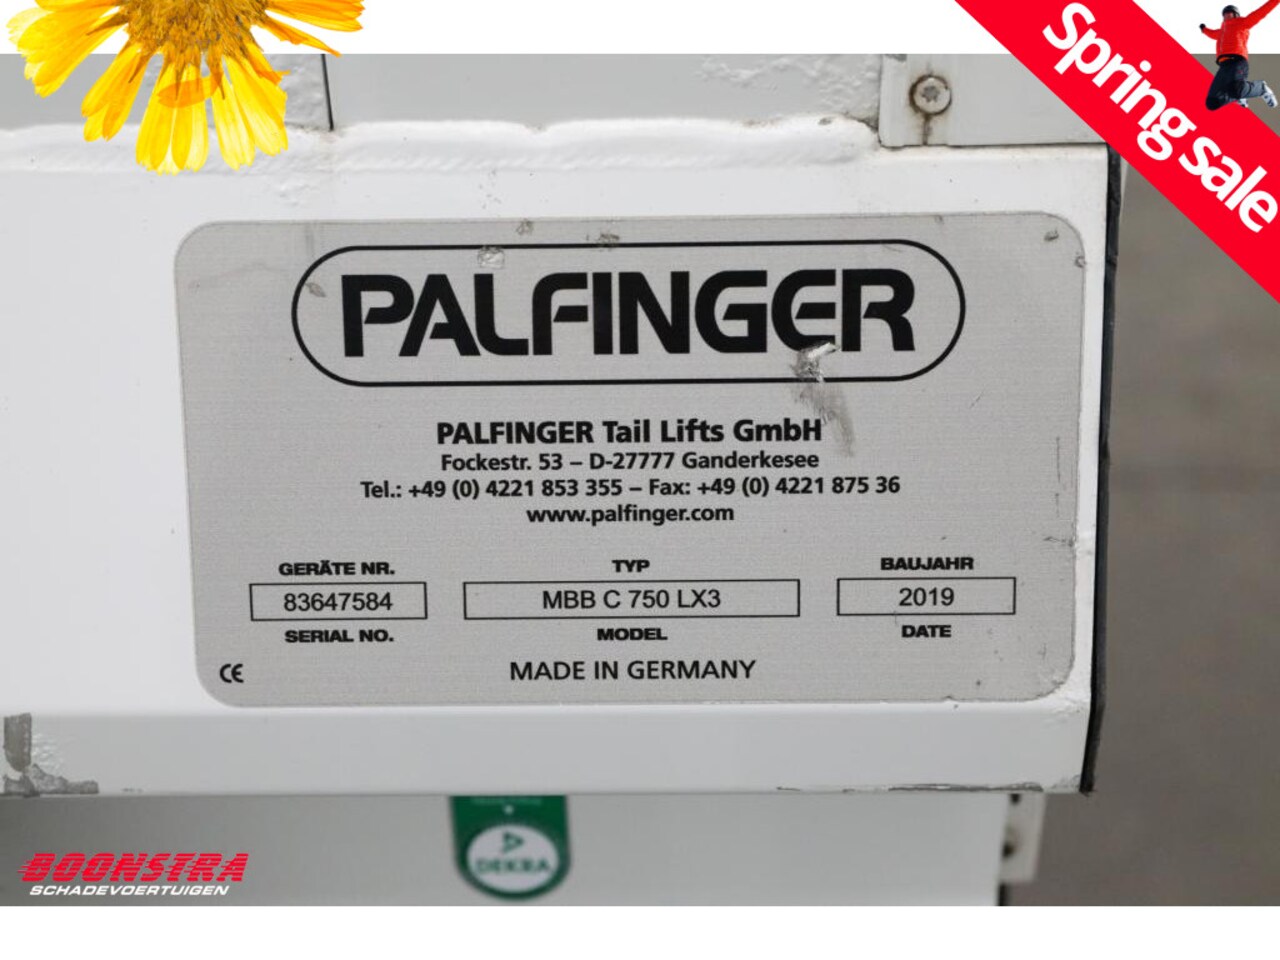 Spring sale
PALFINGER
PALFINGER Tail Lifts GmbH
Fockestr. 53 – D-27777 Ganderkesee
Tel.: +49 (0) 4221 853 355 – Fax: +49 (0) 4221 875 36
www.palfinger.com
GERÄTE NR. TYP BAUJAHR
83647584 MBB C 750 LX3 2019
SERIAL NO. MODEL DATE
CE MADE IN GERMANY
DEKRA
BOONSTRA
SCHADEVOERTUIGEN